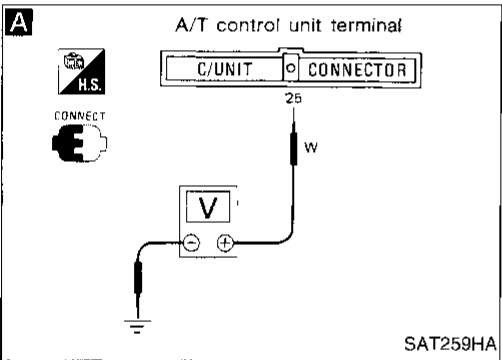 A
A/T control unit terminal
C/UNIT CONNECTOR
H.S.
25
CONNECT
W
V
SAT259HA